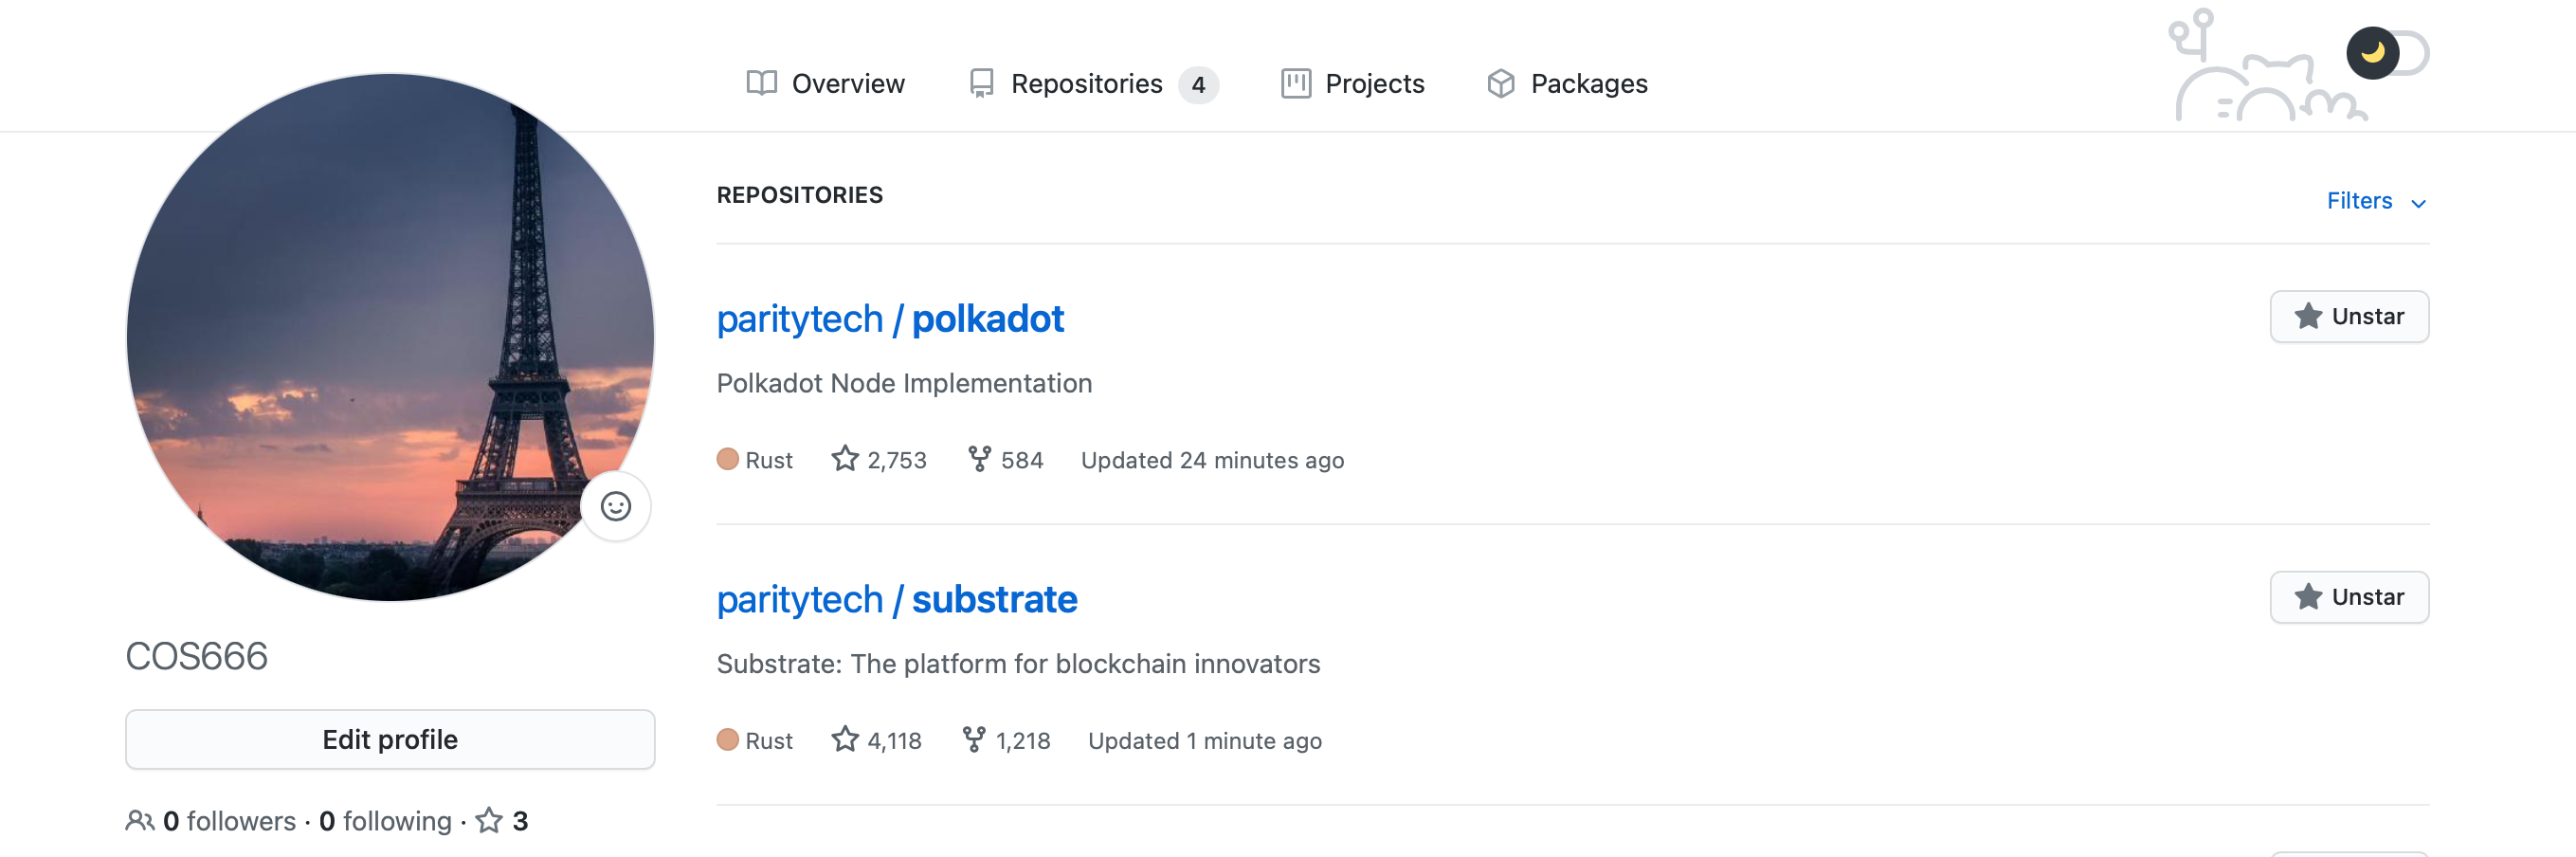 Overview Repositories 4 Projects Packages
REPOSITORIES
Filters
paritytech / polkadot
Unstar
Polkadot Node Implementation
Rust 2,753 584 Updated 24 minutes ago
paritytech / substrate
Unstar
Substrate: The platform for blockchain innovators
Rust 4,118 1,218 Updated 1 minute ago
COS666
Edit profile
0 followers · 0 following · 3